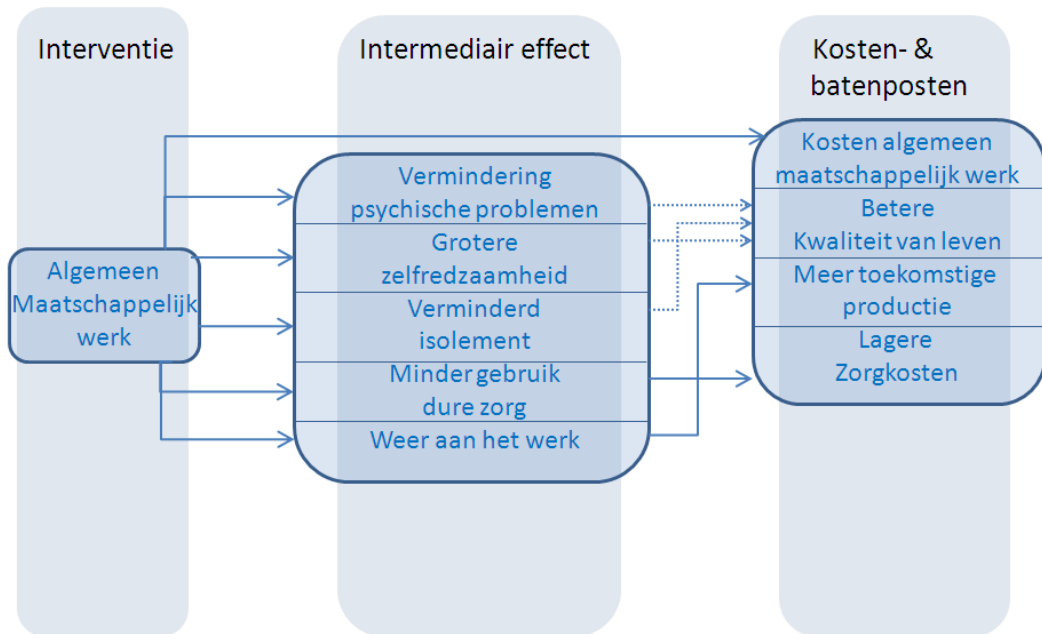 Interventie
Intermediair effect
Kosten- &
batenposten
Algemeen
Maatschappelijk
werk
Vermindering
psychische problemen
Grotere
zelfredzaamheid
Verminderd
isolement
Minder gebruik
dure zorg
Weer aan het werk
Kosten algemeen
maatschappelijk werk
Betere
Kwaliteit van leven
Meer toekomstige
productie
Lagere
Zorgkosten